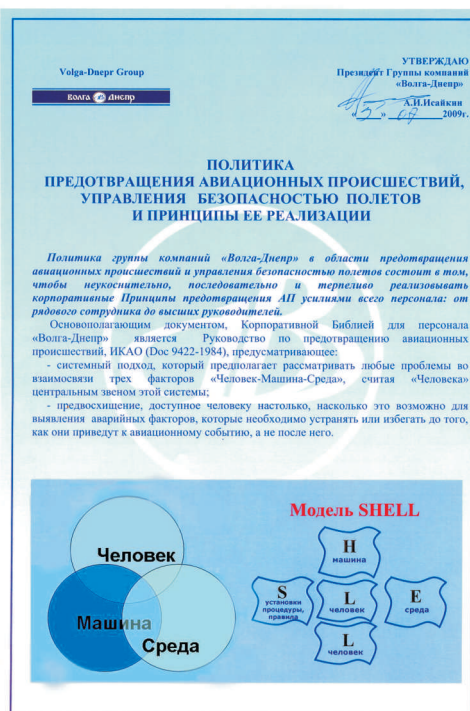 Volga-Dnepr Group
ВОЛГА ДНЕПР
УТВЕРЖДАЮ
Президент Группы компаний
«Волга-Днепр»
А.И.Исайкин
«3» 07 2009г.
ПОЛИТИКА
ПРЕДОТВРАЩЕНИЯ АВИАЦИОННЫХ ПРОИСШЕСТВИЙ,
УПРАВЛЕНИЯ БЕЗОПАСНОСТЬЮ ПОЛЕТОВ
И ПРИНЦИПЫ ЕЕ РЕАЛИЗАЦИИ
Политика группы компаний «Волга-Днепр» в области предотвращения
авиационных происшествий и управления безопасностью полетов состоит в том,
чтобы неукоснительно, последовательно и терпеливо реализовывать
корпоративные Принципы предотвращения АП усилиями всего персонала: от
рядового сотрудника до высших руководителей.
Основополагающим документом, Корпоративной Библией для персонала
«Волга-Днепр» является Руководство по предотвращению авиационных
происшествий, ИКАО (Doc 9422-1984), предусматривающее:
- системный подход, который предполагает рассматривать любые проблемы во
взаимосвязи трех факторов «Человек-Машина-Среда», считая «Человека»
центральным звеном этой системы;
- предвосхищение, доступное человеку настолько, насколько это возможно для
выявления аварийных факторов, которые необходимо устранять или избегать до того,
как они приведут к авиационному событию, а не после него.
Человек
Машина
Среда
Модель SHELL
H
машина
S
установки
процедуры,
правила
L
человек
E
среда
L
человек